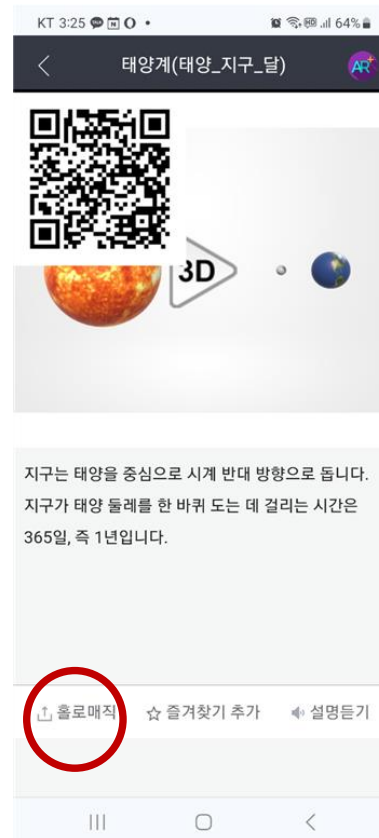 KT 3:25 64%
태양계(태양_지구_달)
AR+
3D
지구는 태양을 중심으로 시계 반대 방향으로 돕니다.
지구가 태양 둘레를 한 바퀴 도는 데 걸리는 시간은
365일, 즉 1년입니다.
홀로매직 즐겨찾기 추가 설명듣기